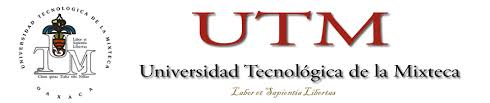 UNIVERSIDAD TECNOLOGICA DE LA MIXTECA
Labor et
Sapientia
Libertas
UTM
OAXACA
UTM
Universidad Tecnológica de la Mixteca
Labor et Sapientia Libertas